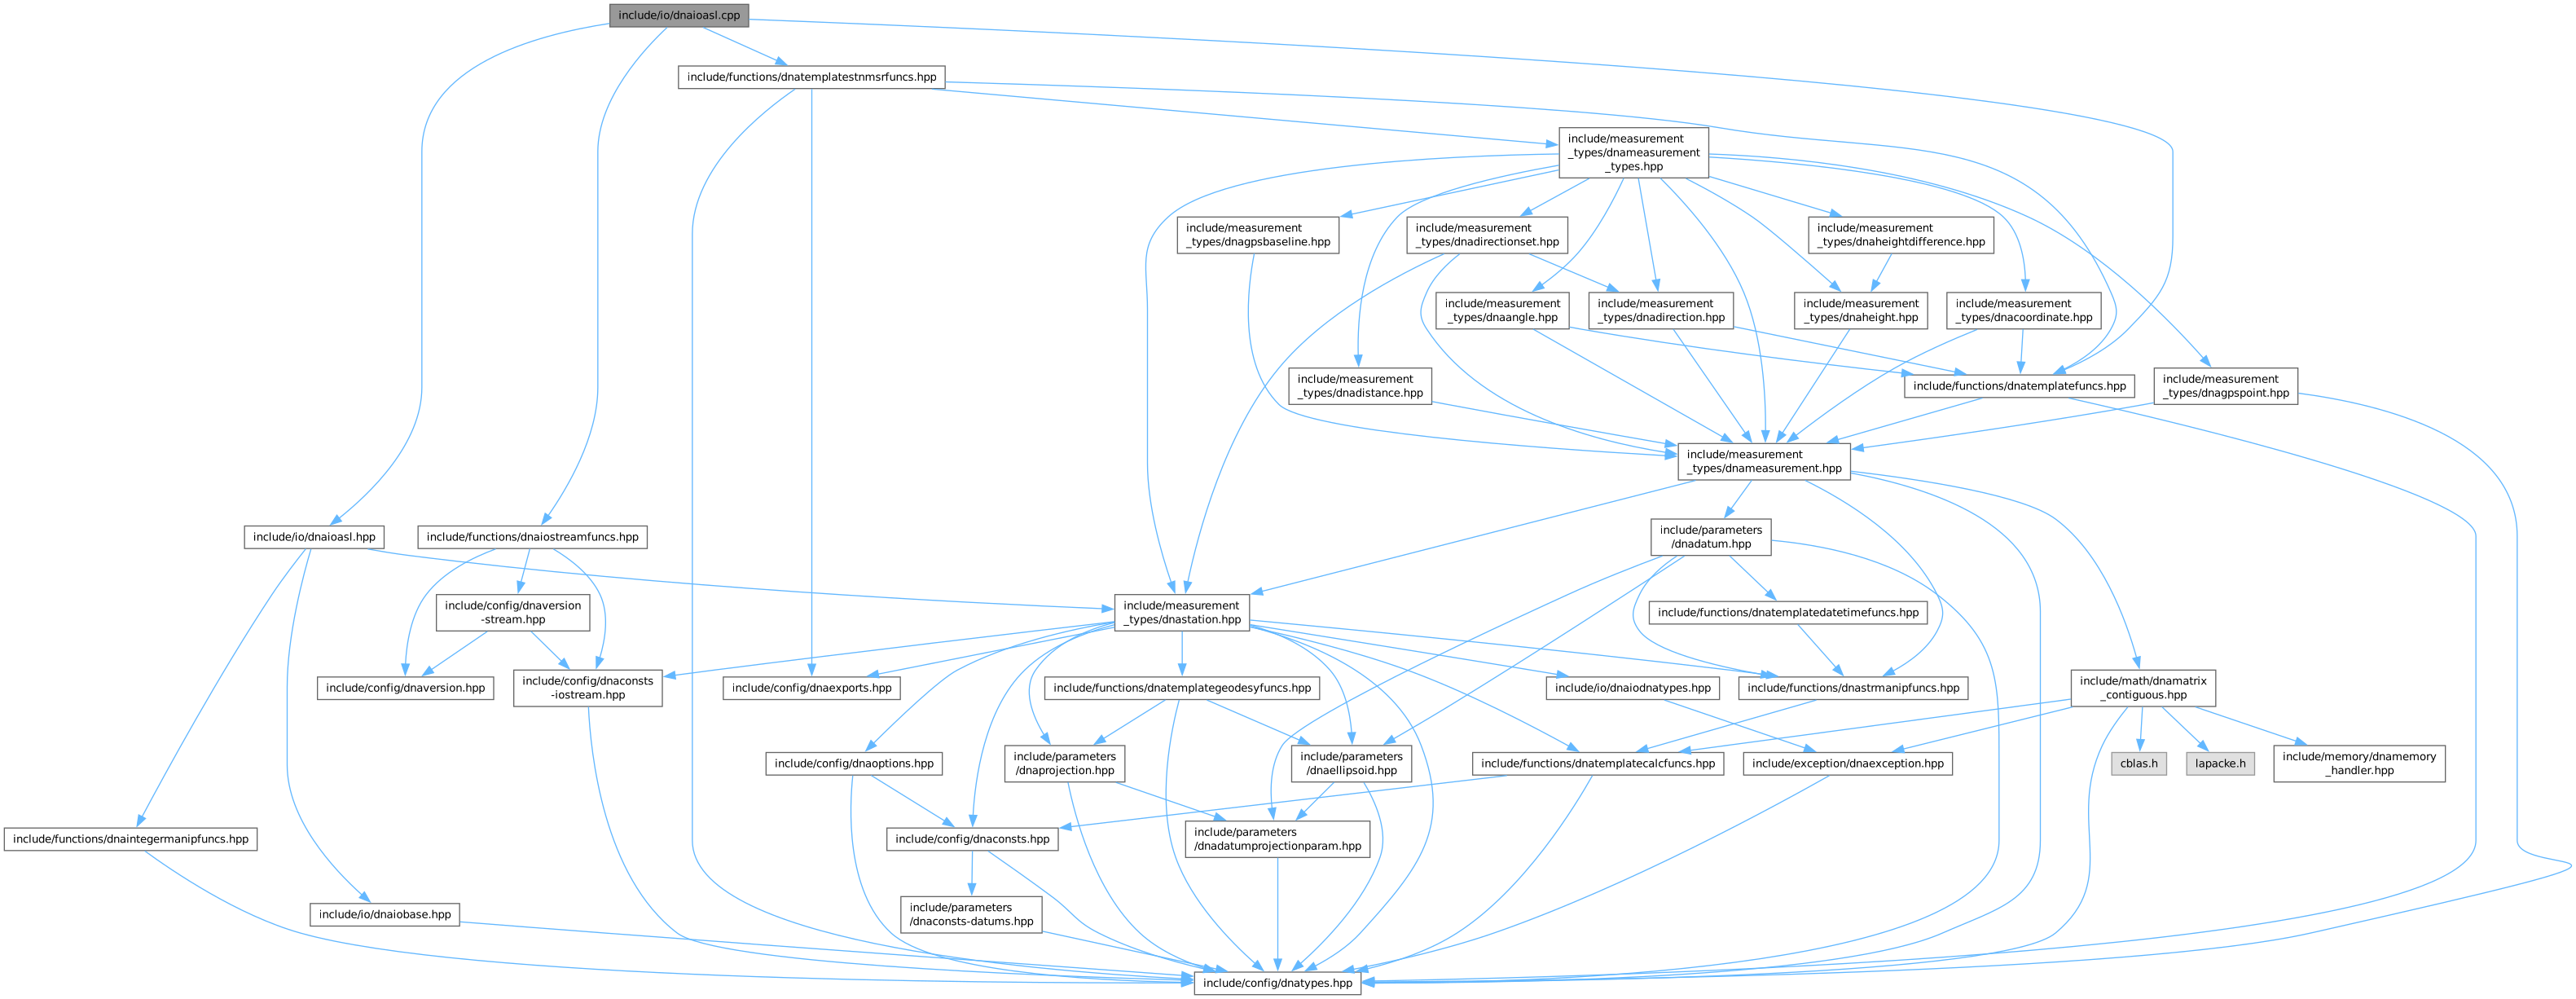 include/io/dnaioasl.cpp
include/functions/dnatemplatestnmsrfuncs.hpp
include/measurement
_types/dnameasurement
_types.hpp
include/measurement
_types/dnagpsbaseline.hpp
include/measurement
_types/dnadirectionset.hpp
include/measurement
_types/dnaheightdifference.hpp
include/measurement
_types/dnaangle.hpp
include/measurement
_types/dnadirection.hpp
include/measurement
_types/dnaheight.hpp
include/measurement
_types/dnacoordinate.hpp
include/measurement
_types/dnadistance.hpp
include/functions/dnatemplatefuncs.hpp
include/measurement
_types/dnagpspoint.hpp
include/measurement
_types/dnameasurement.hpp
include/io/dnaioasl.hpp
include/functions/dnaiostreamfuncs.hpp
include/parameters
/dnadatum.hpp
include/config/dnaversion
-stream.hpp
include/measurement
_types/dnastation.hpp
include/functions/dnatemplatedatetimefuncs.hpp
include/config/dnaversion.hpp
include/config/dnaconsts
-iostream.hpp
include/config/dnaexports.hpp
include/functions/dnatemplategeodesyfuncs.hpp
include/io/dnaiodnatypes.hpp
include/functions/dnastrmanipfuncs.hpp
include/math/dnamatrix
_contiguous.hpp
include/config/dnaoptions.hpp
include/parameters
/dnaprojection.hpp
include/parameters
/dnaellipsoid.hpp
include/functions/dnatemplatecalcfuncs.hpp
include/exception/dnaexception.hpp
cblas.h
lapacke.h
include/memory/dnamemory
_handler.hpp
include/functions/dnaintegermanipfuncs.hpp
include/config/dnaconsts.hpp
include/parameters
/dnadatumprojectionparam.hpp
include/io/dnaiobase.hpp
include/parameters
/dnaconsts-datums.hpp
include/config/dnatypes.hpp